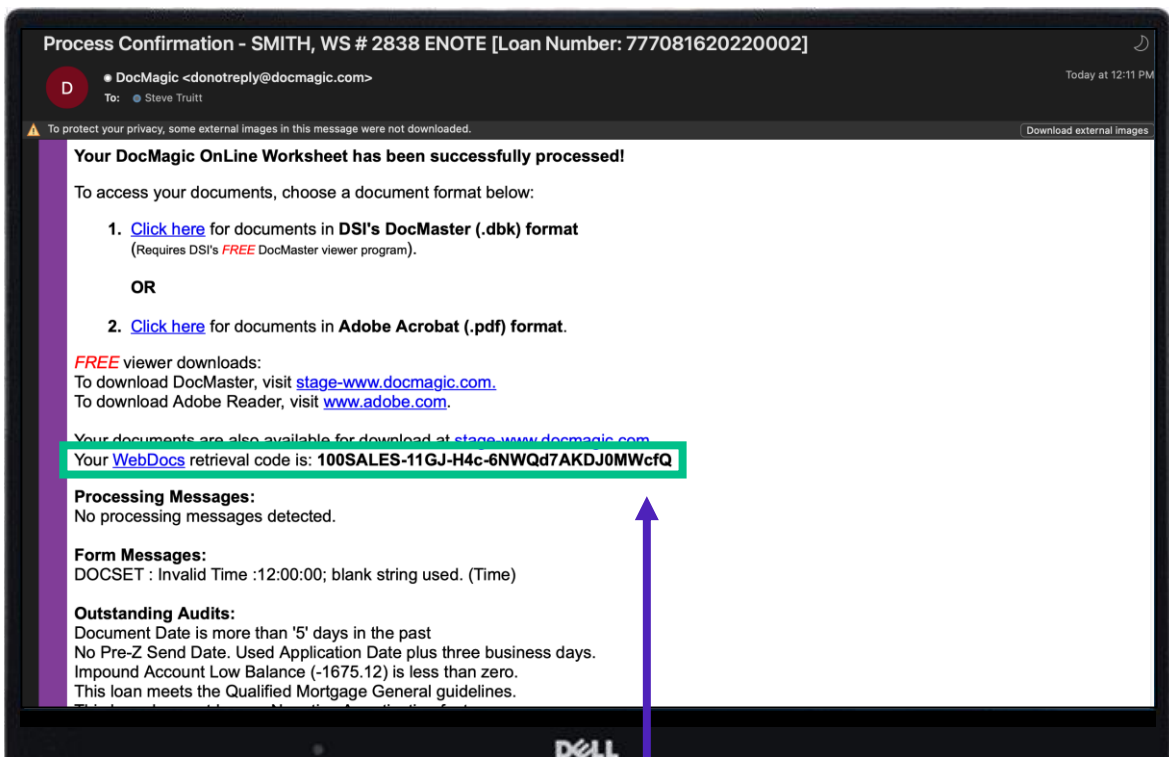 Process Confirmation - SMITH, WS # 2838 ENOTE [Loan Number: 777081620220002]
D
DocMagic <donotreply@docmagic.com>
Today at 12:11 PM
To: Steve Truitt
To protect your privacy, some external images in this message were not downloaded.
Download external images
Your DocMagic OnLine Worksheet has been successfully processed!
To access your documents, choose a document format below:
1. Click here for documents in DSI's DocMaster (.dbk) format
(Requires DSI's FREE DocMaster viewer program).
OR
2. Click here for documents in Adobe Acrobat (.pdf) format.
FREE viewer downloads:
To download DocMaster, visit stage-www.docmagic.com.
To download Adobe Reader, visit www.adobe.com.
Your documents are also available for download at stage-www.docmagic.com
Your WebDocs retrieval code is: 100SALES-11GJ-H4c-6NWQd7AKDJ0MWcfQ
Processing Messages:
No processing messages detected.
Form Messages:
DOCSET : Invalid Time :12:00:00; blank string used. (Time)
Outstanding Audits:
Document Date is more than '5' days in the past
No Pre-Z Send Date. Used Application Date plus three business days.
Impound Account Low Balance (-1675.12) is less than zero.
This loan meets the Qualified Mortgage General guidelines.
DELL